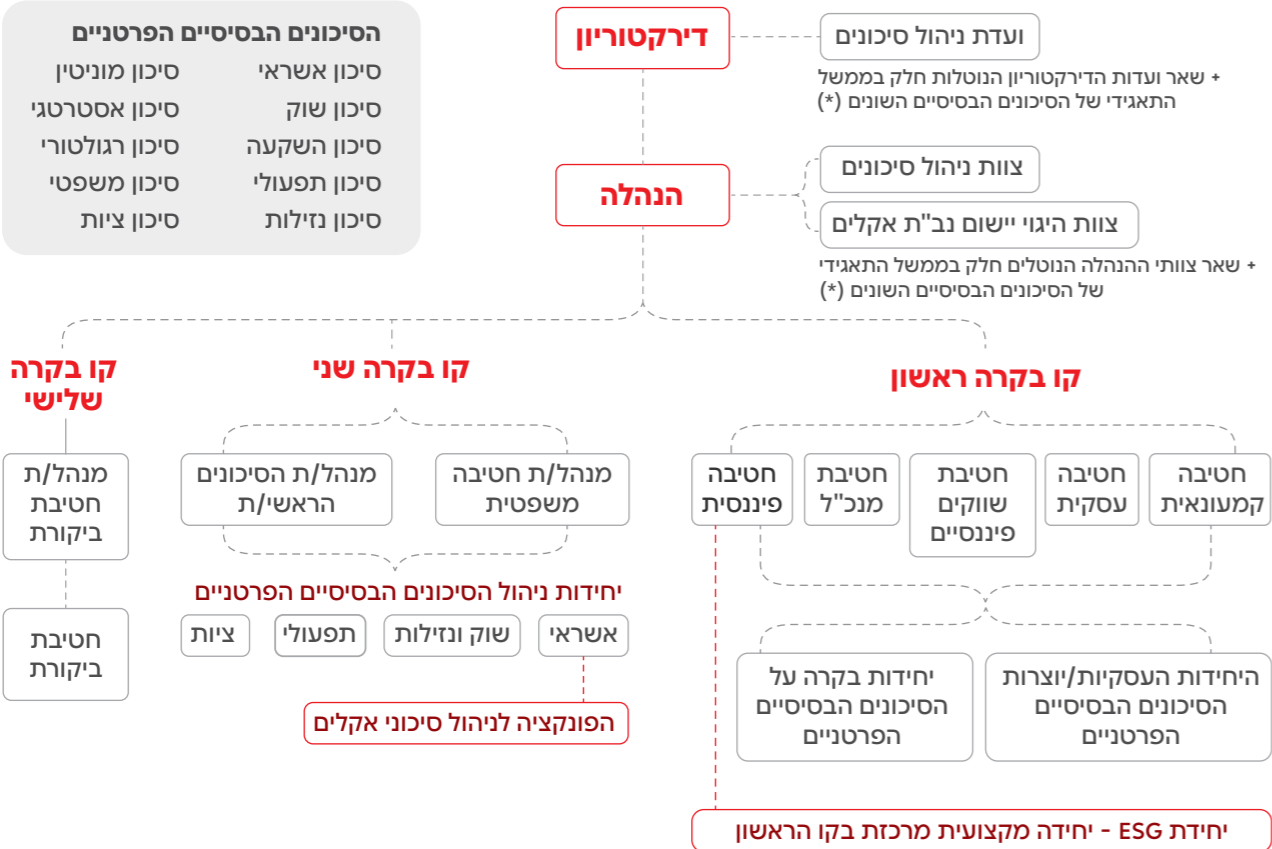 דירקטוריון
ועדת ניהול סיכונים
+ שאר ועדות הדירקטוריון הנוטלות חלק בממשל
התאגידי של הסיכונים הבסיסיים השונים (*)
הסיכונים הבסיסיים הפרטניים
סיכון אשראי
סיכון שוק
סיכון השקעה
סיכון תפעולי
סיכון נזילות
סיכון מוניטין
סיכון אסטרטגי
סיכון רגולטורי
סיכון משפטי
סיכון ציות
הנהלה
צוות ניהול סיכונים
צוות היגוי יישום נב"ת אקלים
+ שאר צוותי ההנהלה הנוטלים חלק בממשל התאגידי
של הסיכונים הבסיסיים השונים (*)
קו בקרה ראשון
חטיבה
קמעונאית
חטיבה
עסקית
חטיבת
שווקים
פיננסיים
חטיבת
מנכ"ל
חטיבה
פיננסית
היחידות העסקיות/יוצרות
הסיכונים הבסיסיים
הפרטניים
יחידות בקרה על
הסיכונים הבסיסיים
הפרטניים
יחידת ESG - יחידה מקצועית מרכזת בקו הראשון
קו בקרה שני
מנהל/ת חטיבה
משפטית
מנהל/ת הסיכונים
הראשי/ת
יחידות ניהול הסיכונים הבסיסיים הפרטניים
אשראי
שוק ונזילות
תפעולי
ציות
הפונקציה לניהול סיכוני אקלים
קו בקרה
שלישי
מנהל/ת
חטיבת
ביקורת
חטיבת
ביקורת